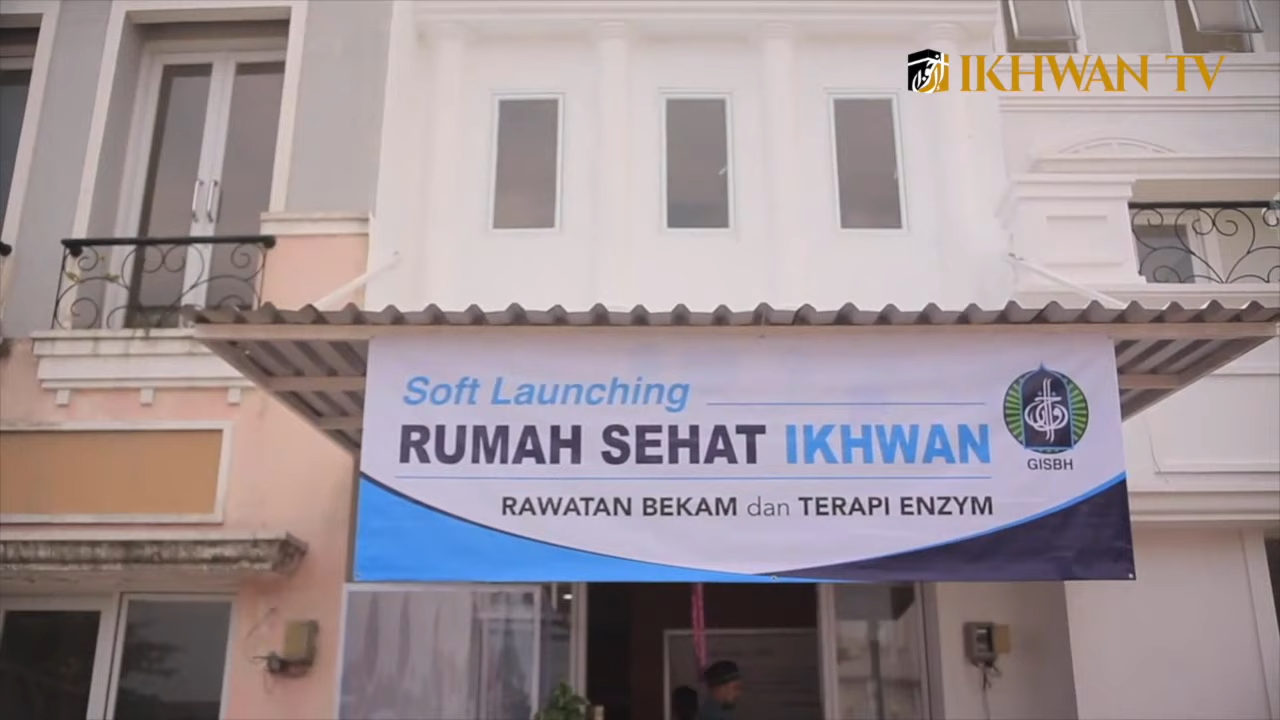 IKHWAN TV
Soft Launching
RUMAH SEHAT IKHWAN
GISBH
RAWATAN BEKAM dan TERAPI ENZYM